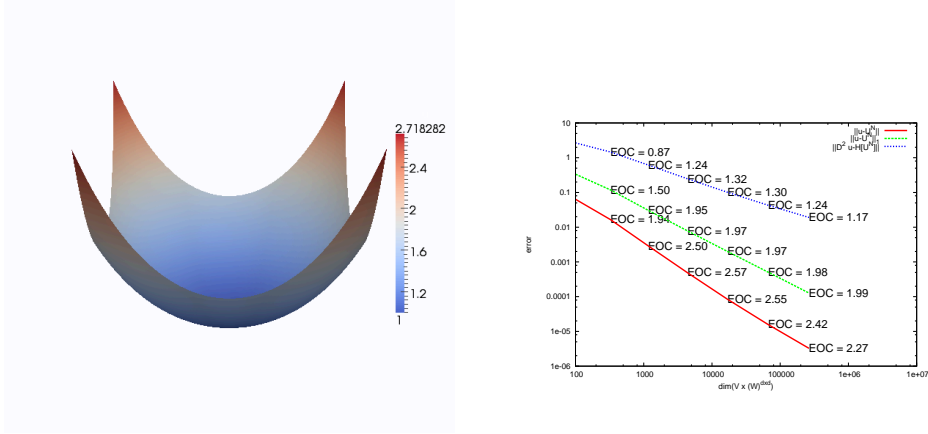 2.718282
2.4
2
1.6
1.2
1
||u-U^N||
||u-U^N||_1
||D^2 u-H[U^N]||
10
1
0.1
0.01
0.001
0.0001
1e-05
1e-06
error
EOC = 0.87
EOC = 1.24
EOC = 1.32
EOC = 1.30
EOC = 1.24
EOC = 1.17
EOC = 1.50
EOC = 1.95
EOC = 1.97
EOC = 1.97
EOC = 1.98
EOC = 1.99
EOC = 1.94
EOC = 2.50
EOC = 2.57
EOC = 2.55
EOC = 2.42
EOC = 2.27
100
1000
10000
100000
1e+06
1e+07
dim(V x (W)^dxd)